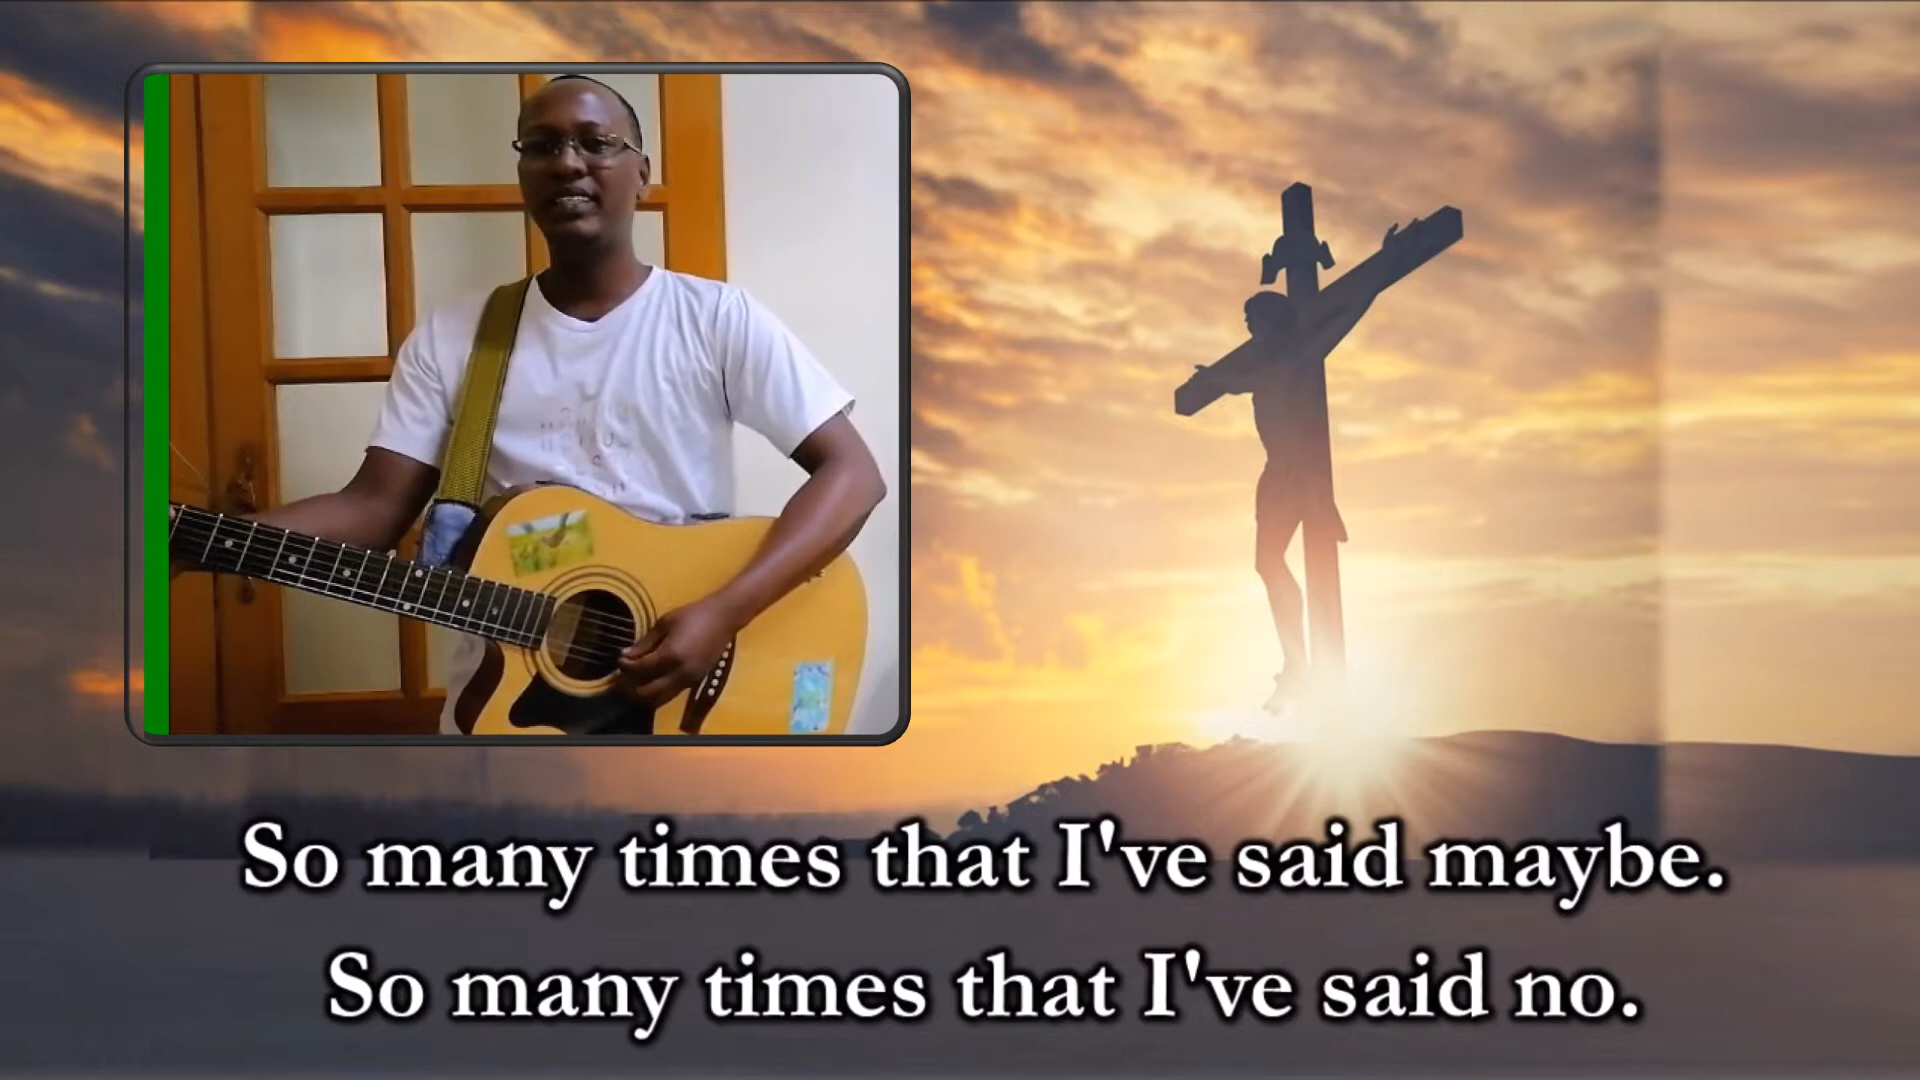 So many times that I've said maybe.
So many times that I've said no.